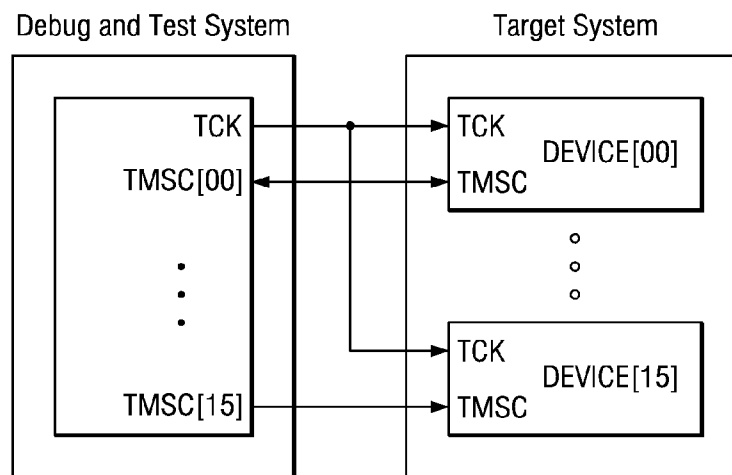 Debug and Test System
Target System
TCK
TMSC[00]
TMSC[15]
TCK
DEVICE[00]
TMSC
TCK
DEVICE[15]
TMSC